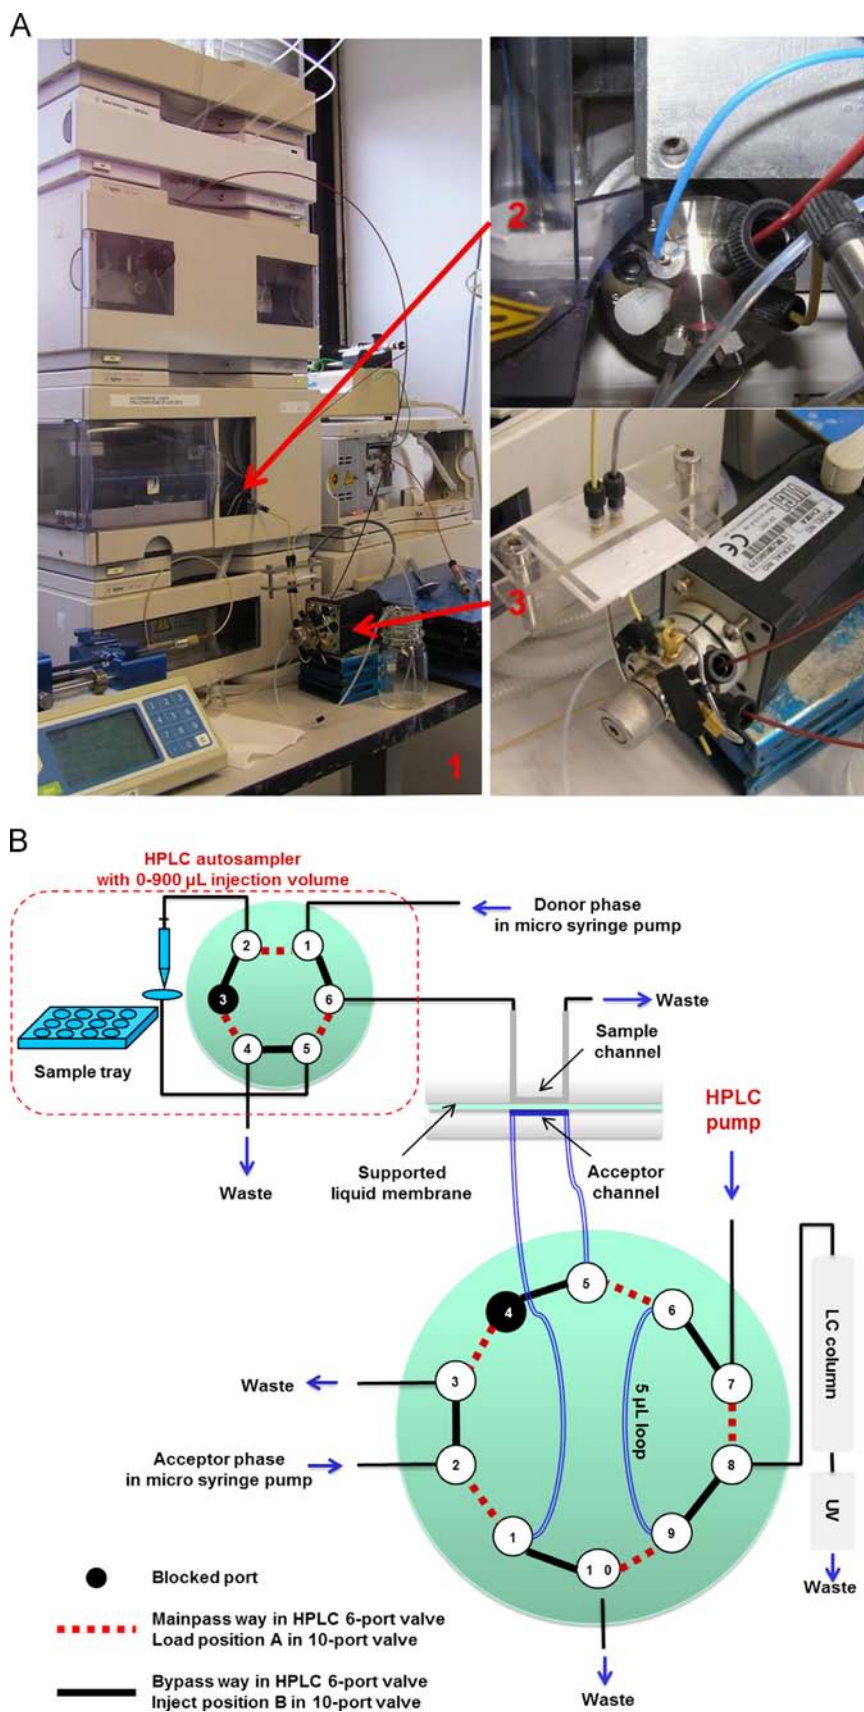 A
2
3
1
B
HPLC autosampler
with 0-900 µL injection volume
Donor phase
in micro syringe pump
2
1
3
6
4
5
Sample tray
Waste
Waste
Sample
channel
HPLC
pump
Supported
liquid membrane
Acceptor
channel
5
4
6
3
7
2
8
1
9
1 0
5 µL loop
LC column
UV
Waste
Waste
Acceptor phase
in micro syringe pump
Waste
Blocked port
Mainpass way in HPLC 6-port valve
Load position A in 10-port valve
Bypass way in HPLC 6-port valve
Inject position B in 10-port valve